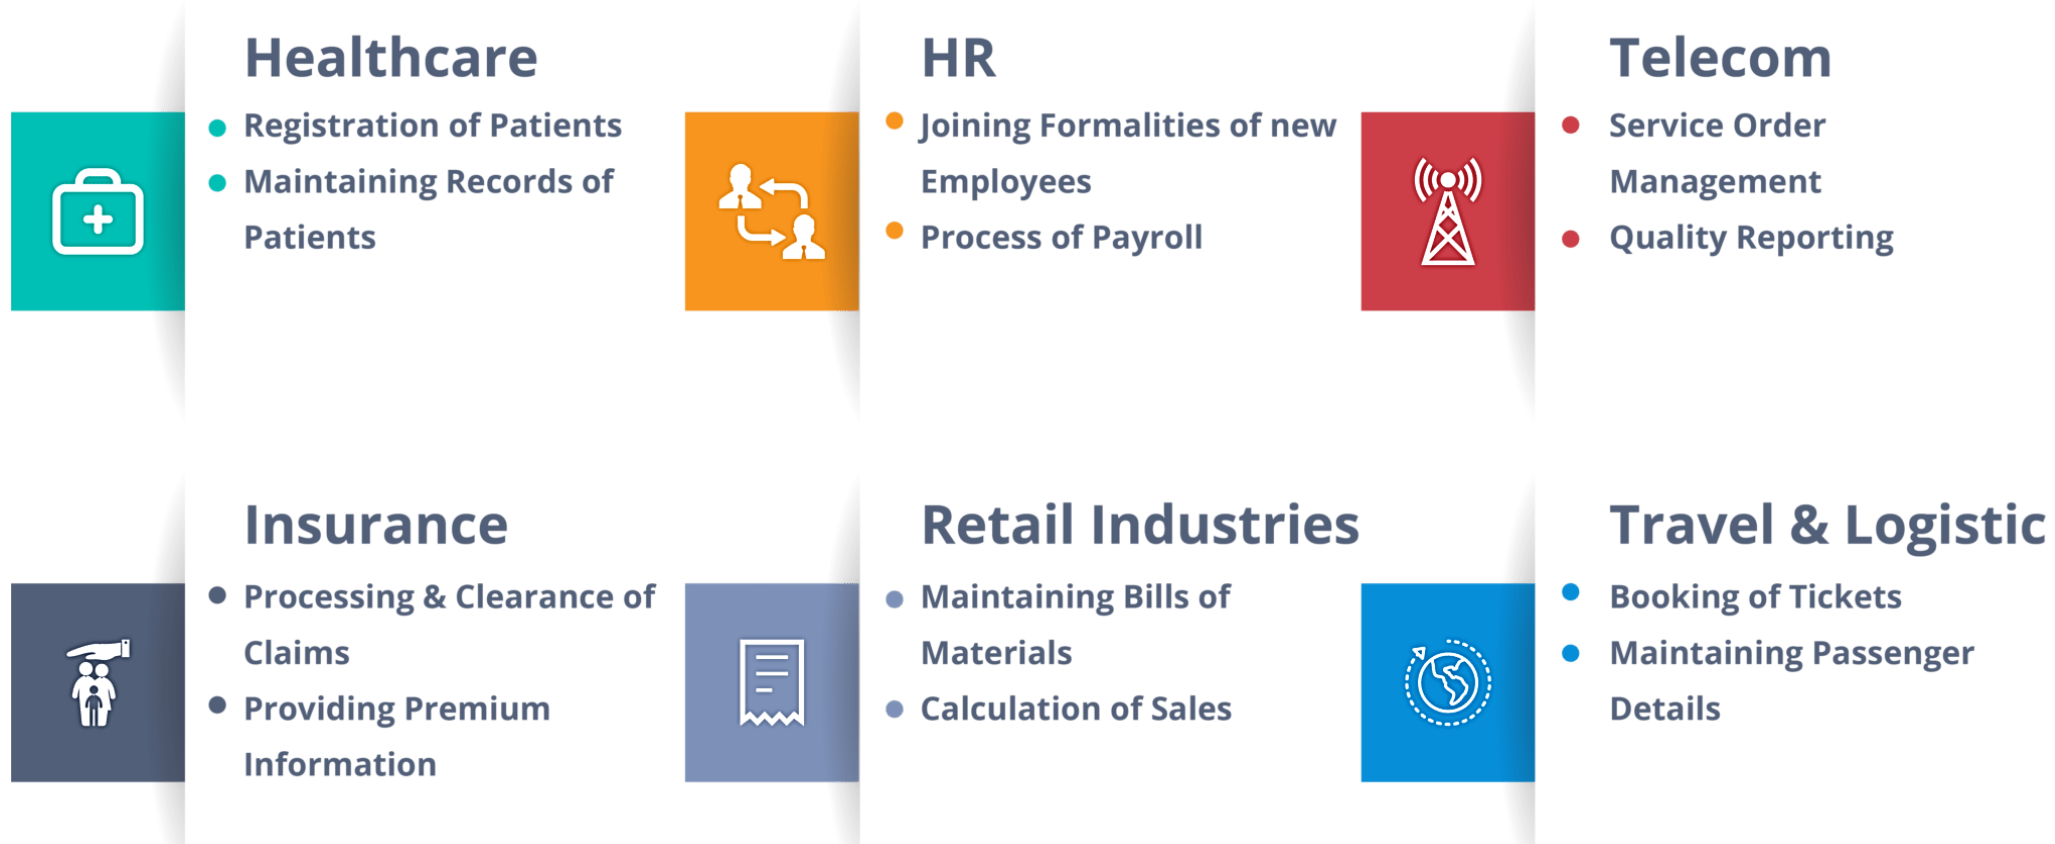 Healthcare
Registration of Patients
Maintaining Records of
Patients
HR
Joining Formalities of new
Employees
Process of Payroll
Telecom
Service Order
Management
Quality Reporting
Insurance
Processing & Clearance of
Claims
Providing Premium
Information
Retail Industries
Maintaining Bills of
Materials
Calculation of Sales
Travel & Logistic
Booking of Tickets
Maintaining Passenger
Details